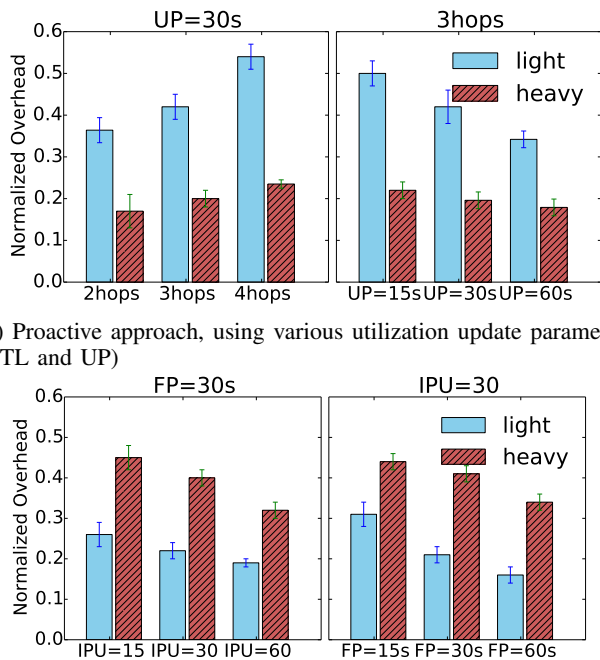 UP=30s
3hops
Normalized Overhead
0.6
0.5
0.4
0.3
0.2
0.1
0.0
light
heavy
2hops 3hops 4hops
UP=15s UP=30s UP=60s
) Proactive approach, using various utilization update parame
TL and UP)
FP=30s
IPU=30
Normalized Overhead
0.6
0.5
0.4
0.3
0.2
0.1
0.0
light
heavy
IPU=15 IPU=30 IPU=60
FP=15s FP=30s FP=60s